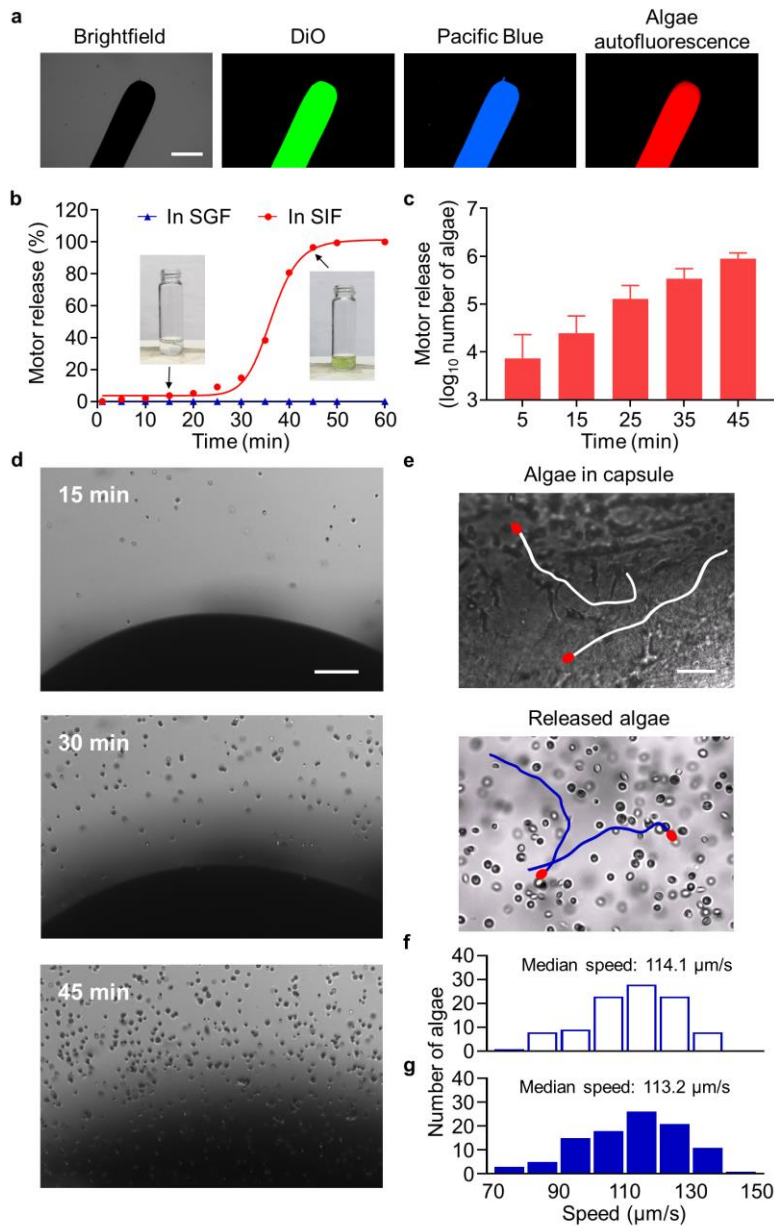 a
Brightfield
DiO
Pacific Blue
Algae
autofluorescence
b
In SGF
In SIF
Motor release (%)
120
100
80
60
40
20
0
0 10 20 30 40 50 60
Time (min)
c
Motor release
(log₁₀ number of algae)
7
6
5
4
3
5 15 25 35 45
Time (min)
d
15 min
30 min
45 min
e
Algae in capsule
Released algae
f
Median speed: 114.1 µm/s
40
30
20
10
0
g
Median speed: 113.2 µm/s
40
30
20
10
0
Number of algae
70 90 110 130 150
Speed (µm/s)